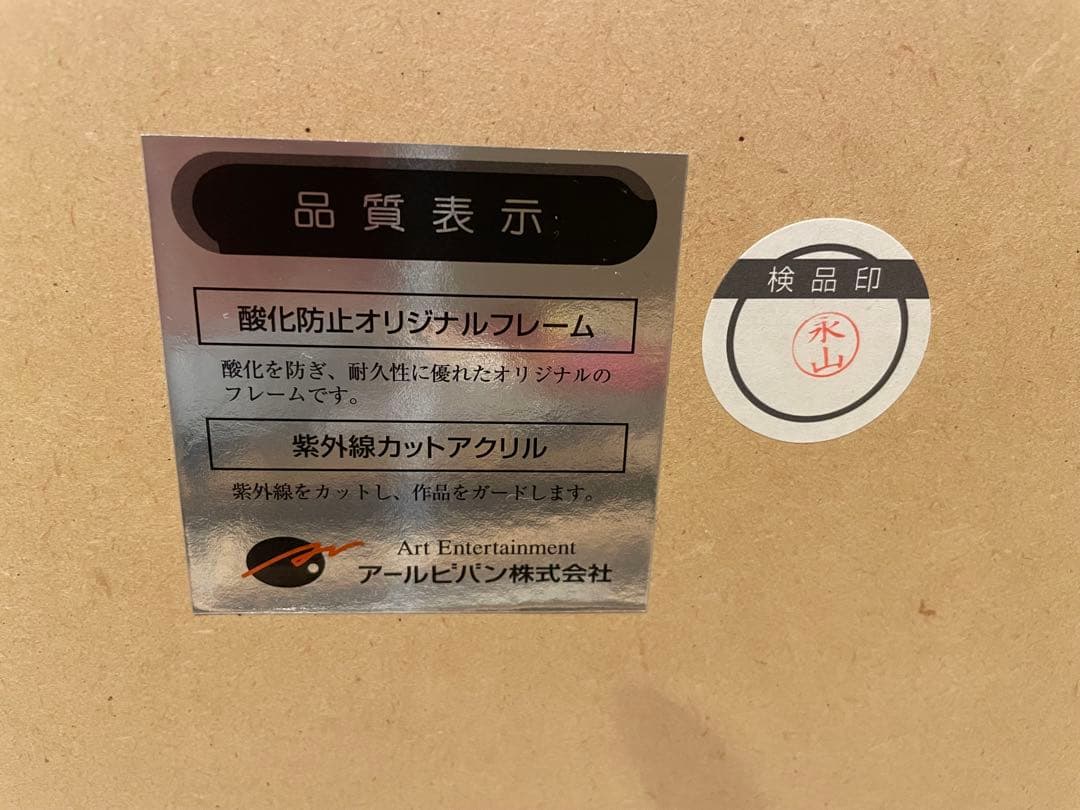 品質表示
酸化防止オリジナルフレーム
酸化を防ぎ、耐久性に優れたオリジナルの
フレームです。
紫外線カットアクリル
紫外線をカットし、作品をガードします。
Art Entertainment
アールビバン株式会社
検品印
永山